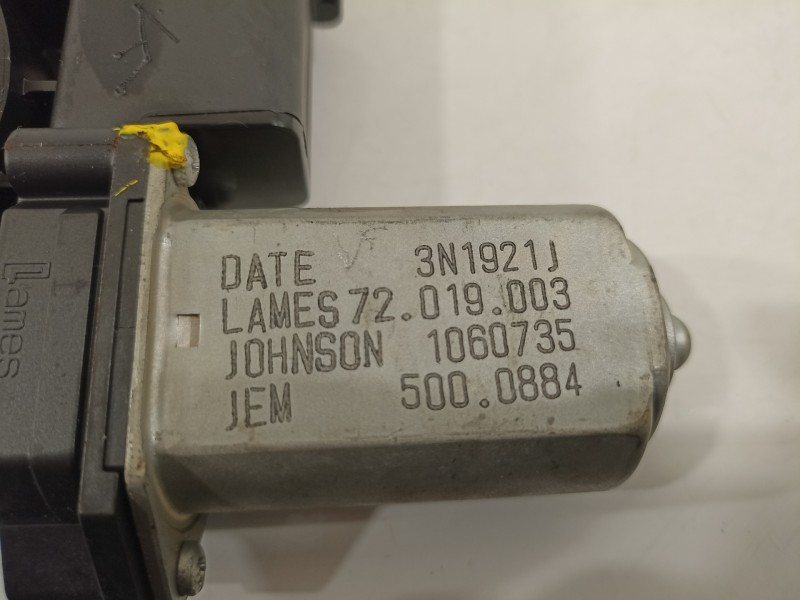 DATE 3N1921J
LAMES 72.019.003
JOHNSON 1060735
JEM 500.0884
Lames